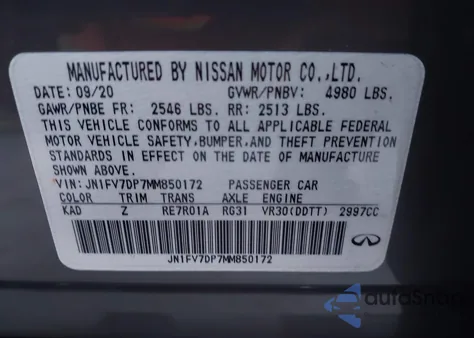 MANUFACTURED BY NISSAN MOTOR CO.,LTD.
DATE: 09/20 GVWR/PNBV: 4980 LBS.
GAWR/PNBE FR: 2546 LBS. RR: 2513 LBS.
THIS VEHICLE CONFORMS TO ALL APPLICABLE FEDERAL
MOTOR VEHICLE SAFETY,BUMPER,AND THEFT PREVENTION
STANDARDS IN EFFECT ON THE DATE OF MANUFACTURE
SHOWN ABOVE.
VIN: JN1FV7DP7MM850172 PASSENGER CAR
COLOR TRIM TRANS AXLE ENGINE
KAD Z RE7R01A RG31 VR30(DDTT) 2997CC
JN1FV7DP7MM850172
autoSnap